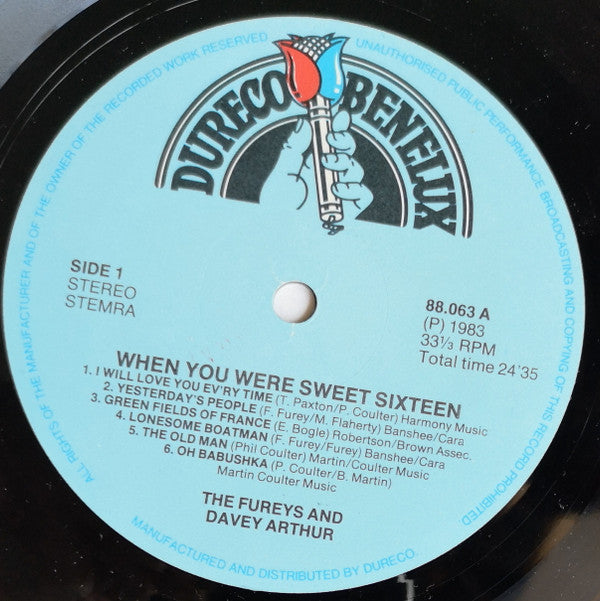 ALL RIGHTS OF THE MANUFACTURER AND OF THE OWNER OF THE RECORDED WORK RESERVED
UNAUTHORISED PUBLIC PERFORMANCE BROADCASTING AND COPYING OF THIS RECORD PROHIBITED
DURECO BENELUX
SIDE 1
STEREO
STEMRA
88.063 A
(P) 1983
33⅓ RPM
Total time 24'35
WHEN YOU WERE SWEET SIXTEEN
1. I WILL LOVE YOU EV'RY TIME (T. Paxton/P. Coulter) Harmony Music
2. YESTERDAY'S PEOPLE (F. Furey/M. Flaherty) Banshee/Cara
3. GREEN FIELDS OF FRANCE (E. Bogle) Robertson/Brown Assec.
4. LONESOME BOATMAN (F. Furey/Furey) Banshee/Cara
5. THE OLD MAN (Phil Coulter) Martin/Coulter Music
6. OH BABUSHKA (P. Coulter/B. Martin)
Martin Coulter Music
THE FUREYS AND
DAVEY ARTHUR
MANUFACTURED AND DISTRIBUTED BY DURECO.